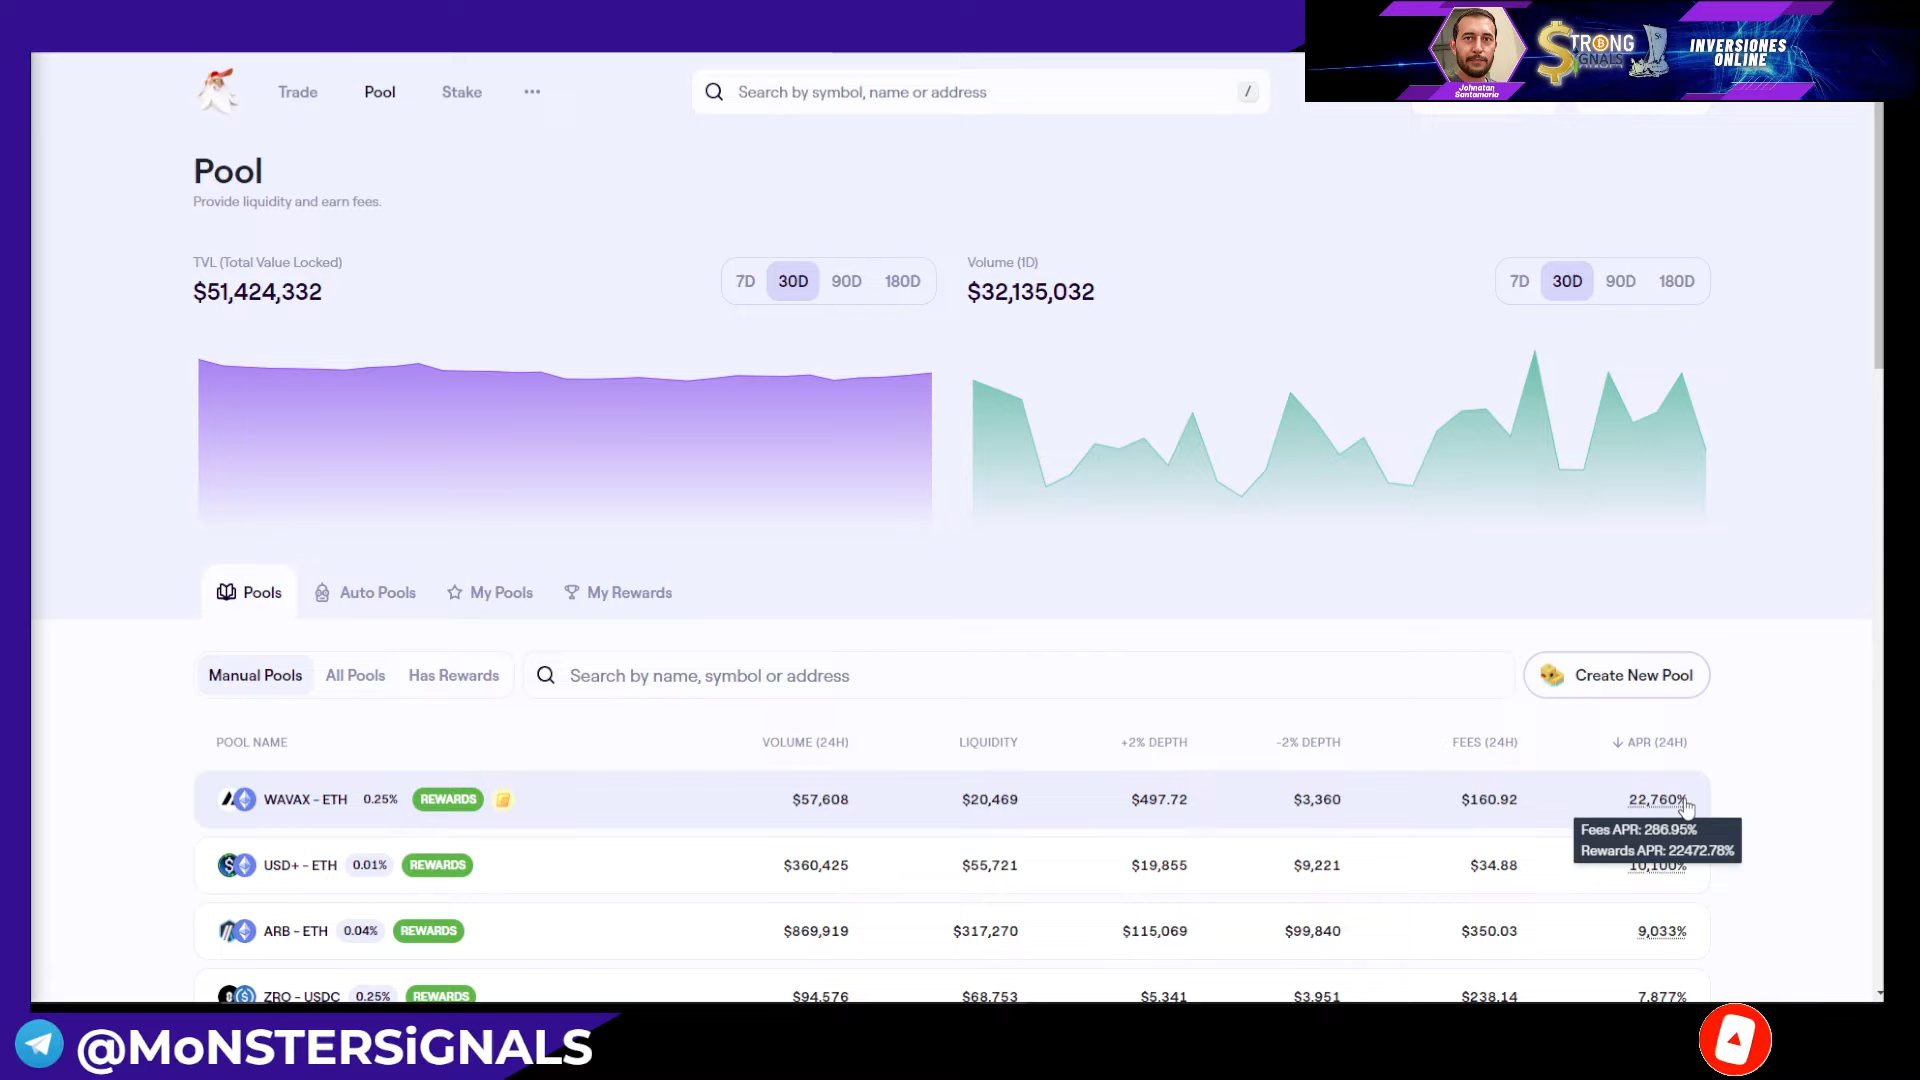 Johnatan
Santamaria
STRONG
SIGNALS
INVERSIONES
ONLINE
Trade
Pool
Stake
Search by symbol, name or address
/
Pool
Provide liquidity and earn fees.
TVL (Total Value Locked)
$51,424,332
7D 30D 90D 180D
Volume (1D)
$32,135,032
7D 30D 90D 180D
Pools
Auto Pools
My Pools
My Rewards
Manual Pools
All Pools
Has Rewards
Search by name, symbol or address
Create New Pool
POOL NAME VOLUME (24H) LIQUIDITY +2% DEPTH -2% DEPTH FEES (24H) APR (24H)
WAVAX - ETH 0.25% REWARDS $57,608 $20,469 $497.72 $3,360 $160.92 22,760%
Fees APR: 286.95%
Rewards APR: 22472.78%
USD+ - ETH 0.01% REWARDS $360,425 $55,721 $19,855 $9,221 $34.88 10,100%
ARB - ETH 0.04% REWARDS $869,919 $317,270 $115,069 $99,840 $350.03 9,033%
ZRO - USDC 0.25% REWARDS $94,576 $68,753 $5,341 $3,951 $238.14 7,877%
@MoNSTERSiGNALS